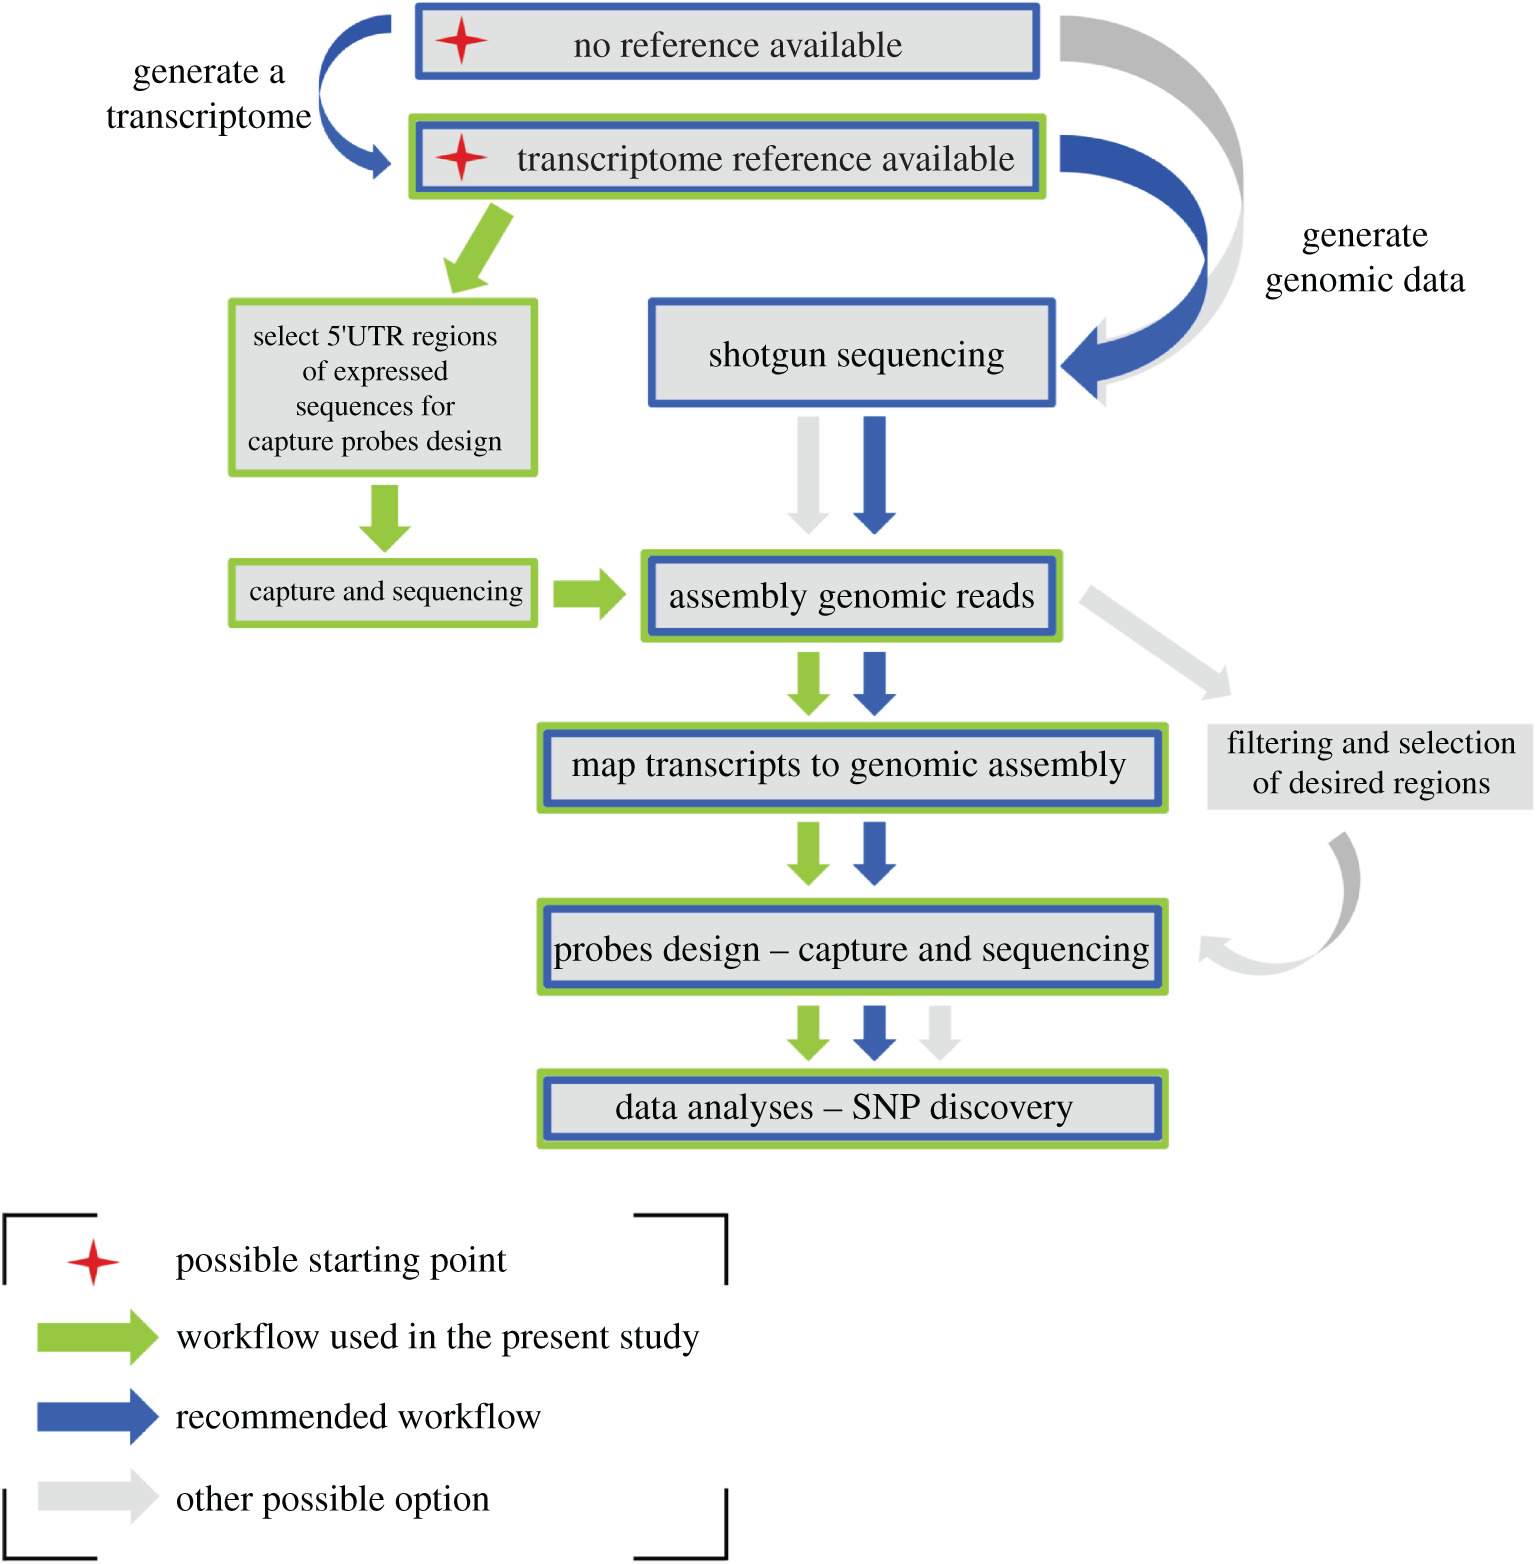 no reference available
generate a
transcriptome
transcriptome reference available
generate
genomic data
select 5'UTR regions
of expressed
sequences for
capture probes design
shotgun sequencing
capture and sequencing
assembly genomic reads
map transcripts to genomic assembly
filtering and selection
of desired regions
probes design – capture and sequencing
data analyses – SNP discovery
possible starting point
workflow used in the present study
recommended workflow
other possible option